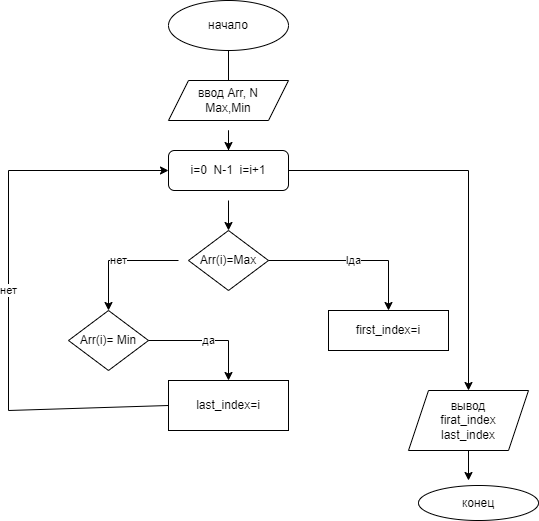 начало
ввод Arr, N
Max,Min
i=0 N-1 i=i+1
Arr(i)=Max
нет
lда
нет
first_index=i
Arr(i)= Min
да
last_index=i
вывод
firat_index
last_index
конец